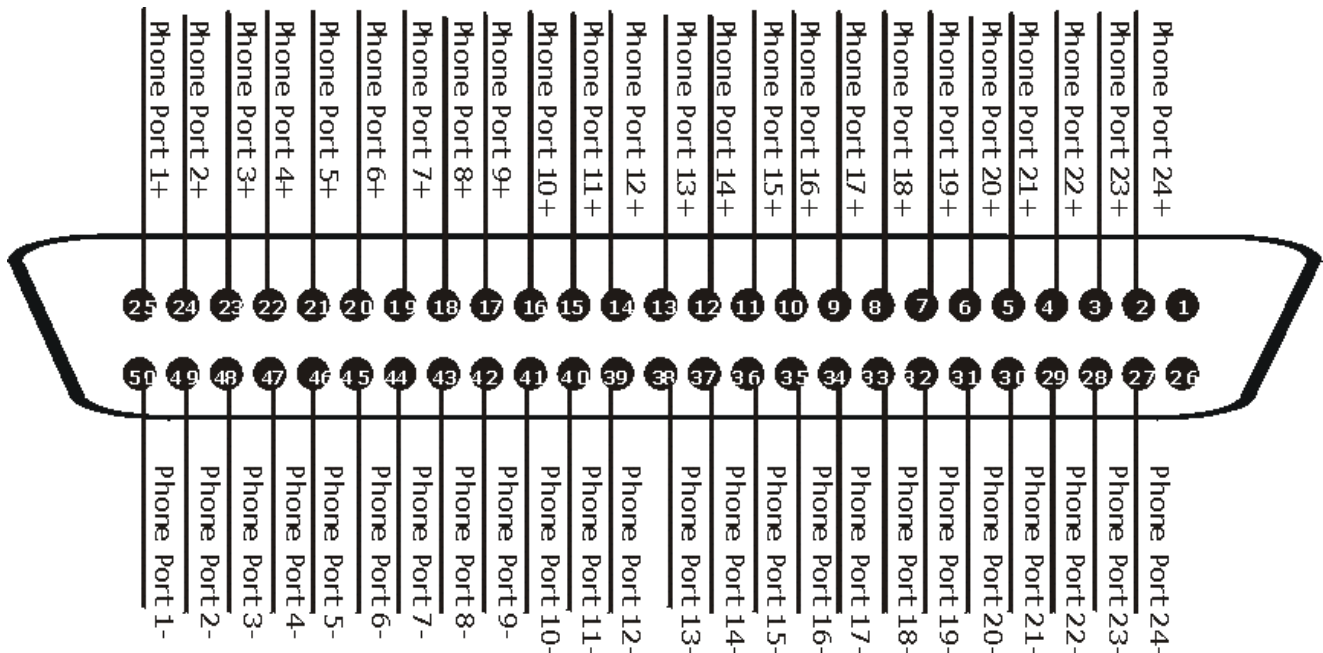 Phone Port 1+
Phone Port 2+
Phone Port 3+
Phone Port 4+
Phone Port 5+
Phone Port 6+
Phone Port 7+
Phone Port 8+
Phone Port 9+
Phone Port 10+
Phone Port 11+
Phone Port 12+
Phone Port 13+
Phone Port 14+
Phone Port 15+
Phone Port 16+
Phone Port 17+
Phone Port 18+
Phone Port 19+
Phone Port 20+
Phone Port 21+
Phone Port 22+
Phone Port 23+
Phone Port 24+
25 24 23 22 21 20 19 18 17 16 15 14 13 12 11 10 9 8 7 6 5 4 3 2 1
50 49 48 47 46 45 44 43 42 41 40 39 38 37 36 35 34 33 32 31 30 29 28 27 26
Phone Port 1-
Phone Port 2-
Phone Port 3-
Phone Port 4-
Phone Port 5-
Phone Port 6-
Phone Port 7-
Phone Port 8-
Phone Port 9-
Phone Port 10-
Phone Port 11-
Phone Port 12-
Phone Port 13-
Phone Port 14-
Phone Port 15-
Phone Port 16-
Phone Port 17-
Phone Port 18-
Phone Port 19-
Phone Port 20-
Phone Port 21-
Phone Port 22-
Phone Port 23-
Phone Port 24-